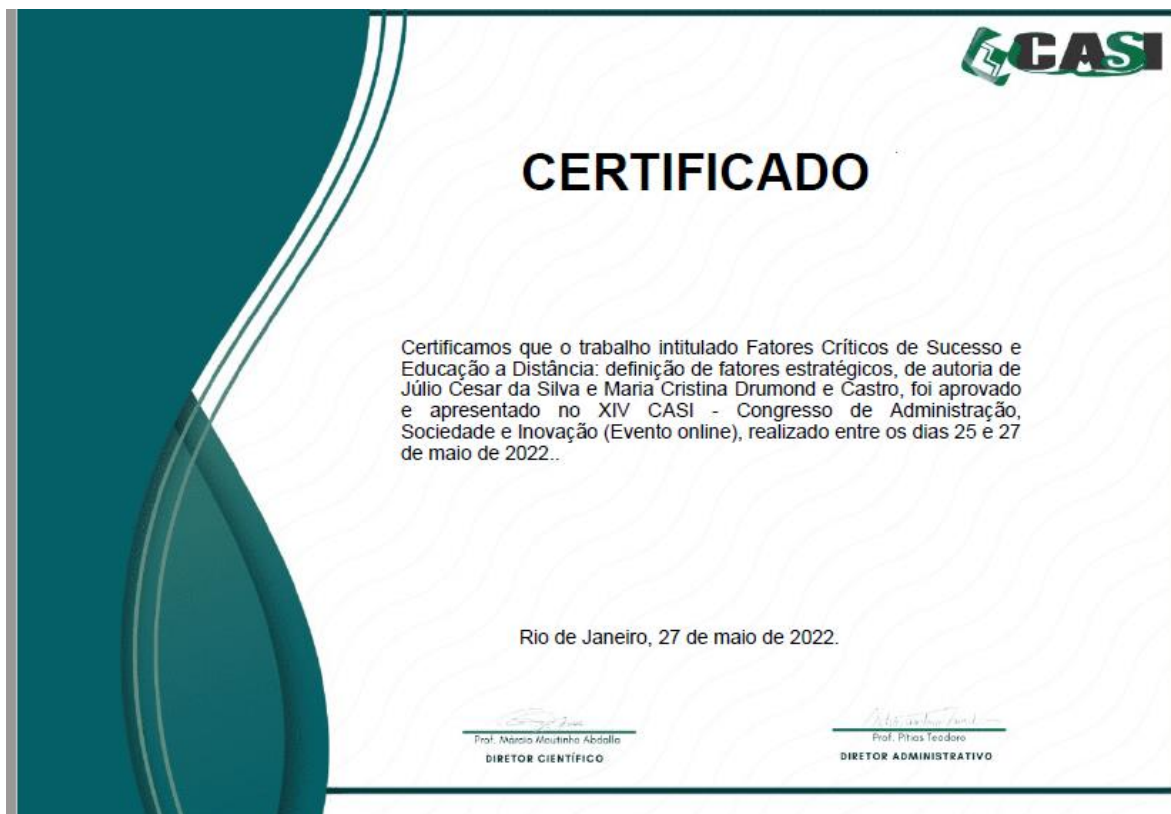 CASI
CERTIFICADO
Certificamos que o trabalho intitulado Fatores Críticos de Sucesso e
Educação a Distância: definição de fatores estratégicos, de autoria de
Júlio Cesar da Silva e Maria Cristina Drumond e Castro, foi aprovado
e apresentado no XIV CASI - Congresso de Administração,
Sociedade e Inovação (Evento online), realizado entre os dias 25 e 27
de maio de 2022..
Rio de Janeiro, 27 de maio de 2022.
Prof. Márcio Moutinho Abdalla
DIRETOR CIENTÍFICO
Prof. Pítias Teodoro
DIRETOR ADMINISTRATIVO